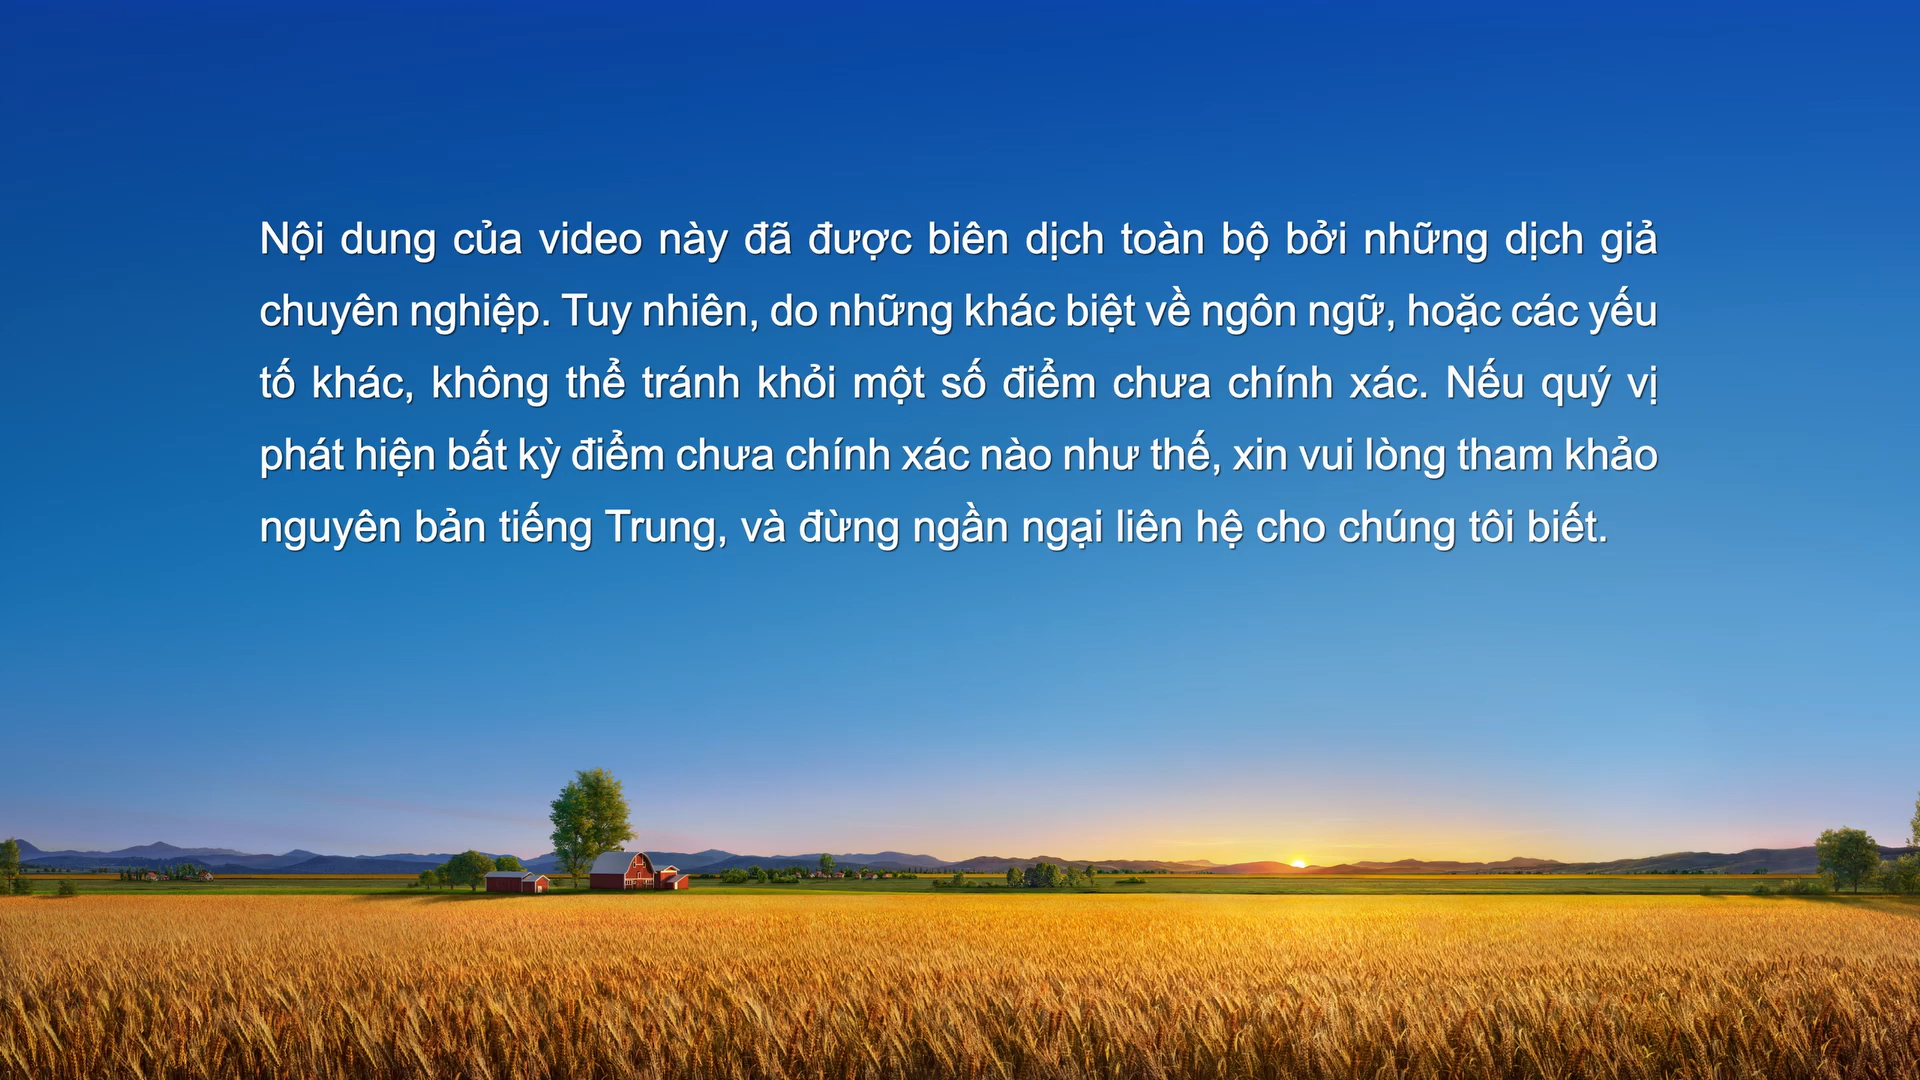 Nội dung của video này đã được biên dịch toàn bộ bởi những dịch giả
chuyên nghiệp. Tuy nhiên, do những khác biệt về ngôn ngữ, hoặc các yếu
tố khác, không thể tránh khỏi một số điểm chưa chính xác. Nếu quý vị
phát hiện bất kỳ điểm chưa chính xác nào như thế, xin vui lòng tham khảo
nguyên bản tiếng Trung, và đừng ngần ngại liên hệ cho chúng tôi biết.